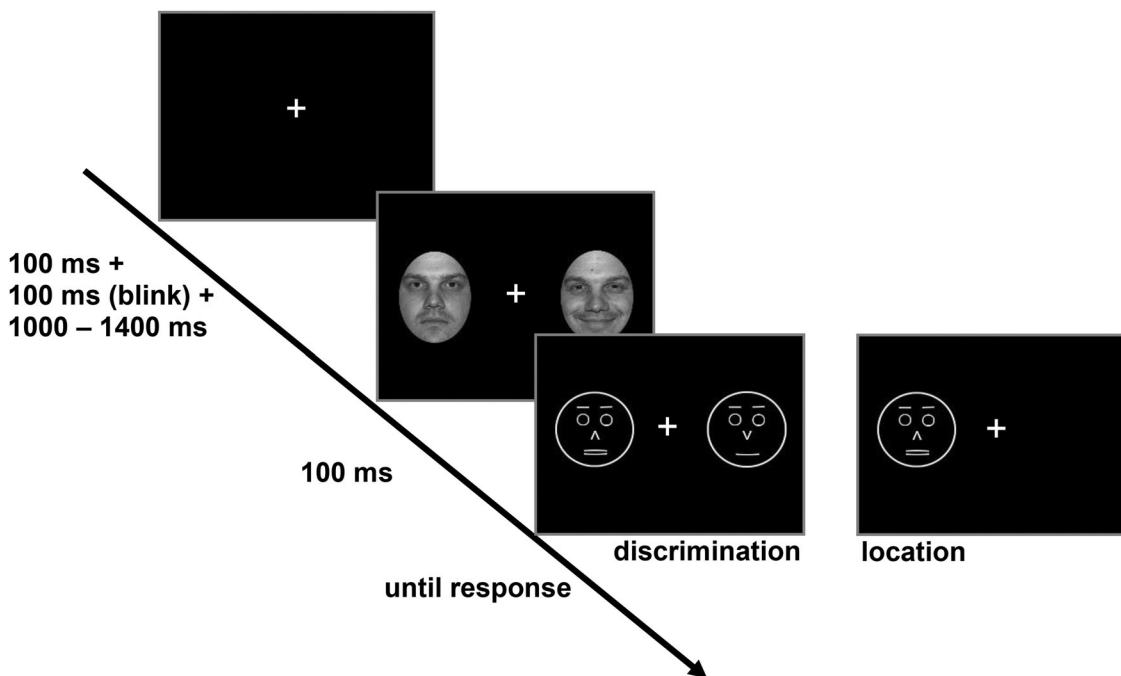 100 ms +
100 ms (blink) +
1000 – 1400 ms
100 ms
until response
discrimination
location